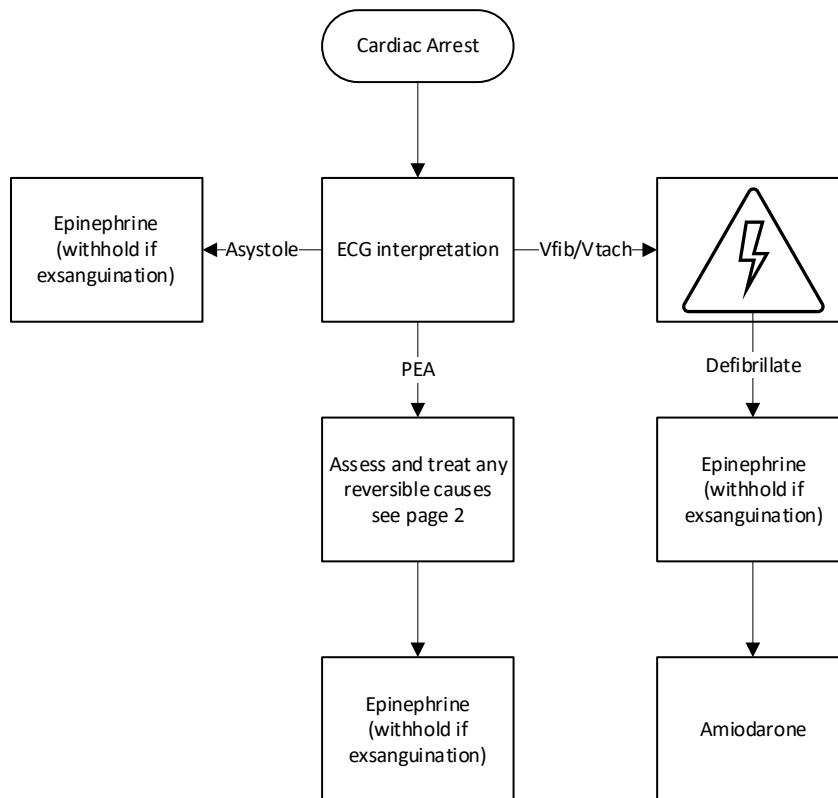 Cardiac Arrest
Epinephrine
(withhold if
exsanguination)
Asystole
ECG interpretation
Vfib/Vtach
PEA
Defibrillate
Assess and treat any
reversible causes
see page 2
Epinephrine
(withhold if
exsanguination)
Epinephrine
(withhold if
exsanguination)
Amiodarone